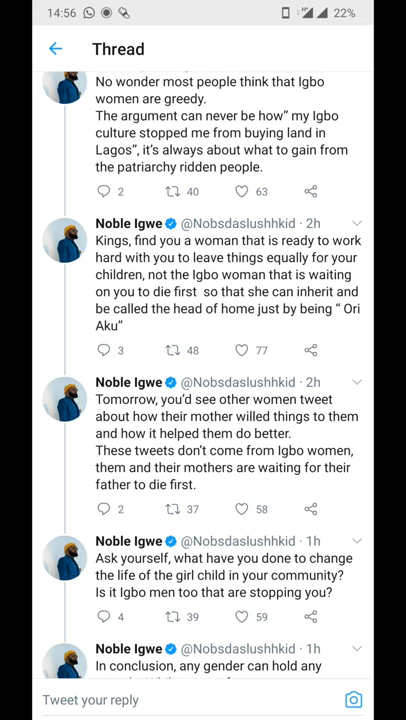 14:56 22%
Thread
No wonder most people think that Igbo
women are greedy.
The argument can never be how” my Igbo
culture stopped me from buying land in
Lagos”, it’s always about what to gain from
the patriarchy ridden people.
2 40 63
Noble Igwe @Nobsdaslushhkid · 2h
Kings, find you a woman that is ready to work
hard with you to leave things equally for your
children, not the Igbo woman that is waiting
on you to die first so that she can inherit and
be called the head of home just by being “ Ori
Aku”
3 48 77
Noble Igwe @Nobsdaslushhkid · 2h
Tomorrow, you’d see other women tweet
about how their mother willed things to them
and how it helped them do better.
These tweets don’t come from Igbo women,
them and their mothers are waiting for their
father to die first.
2 37 58
Noble Igwe @Nobsdaslushhkid · 1h
Ask yourself, what have you done to change
the life of the girl child in your community?
Is it Igbo men too that are stopping you?
4 39 59
Noble Igwe @Nobsdaslushhkid · 1h
In conclusion, any gender can hold any
Tweet your reply